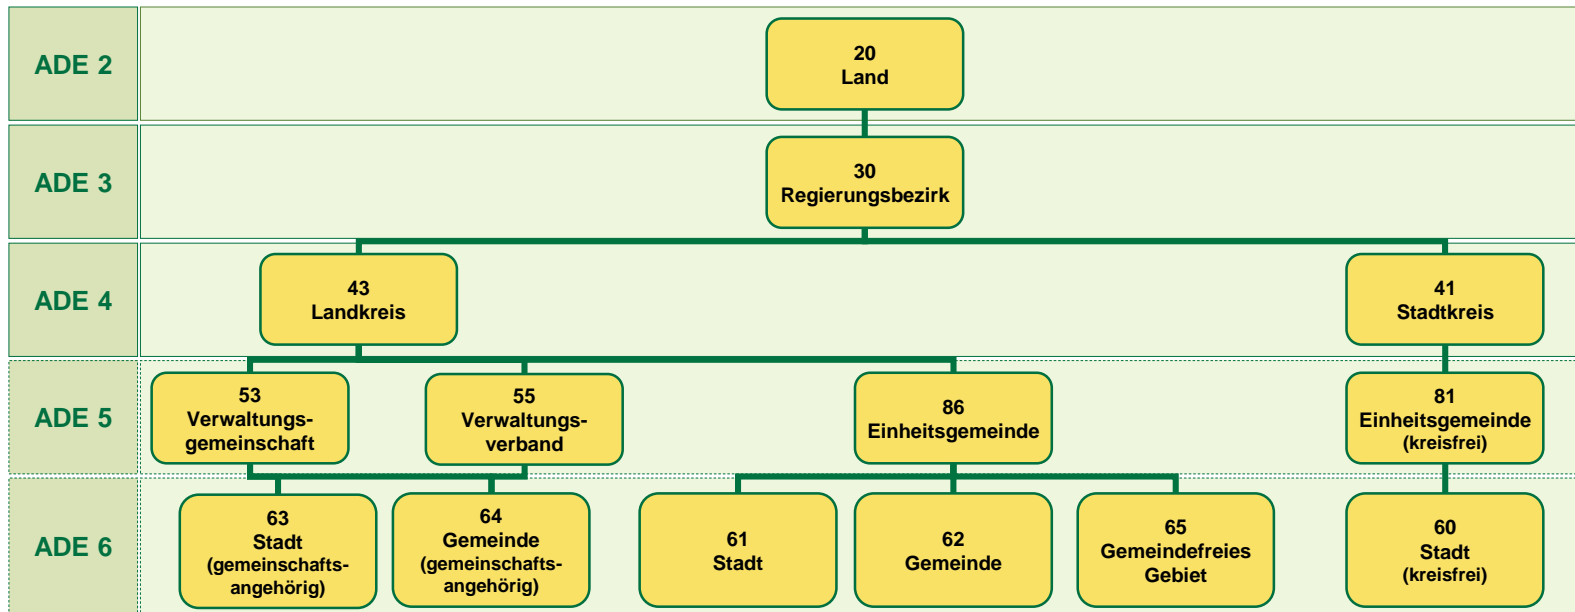 ADE 2
20
Land
ADE 3
30
Regierungsbezirk
ADE 4
43
Landkreis
41
Stadtkreis
ADE 5
53
Verwaltungs-
gemeinschaft
55
Verwaltungs-
verband
86
Einheitsgemeinde
81
Einheitsgemeinde
(kreisfrei)
ADE 6
63
Stadt
(gemeinschafts-
angehörig)
64
Gemeinde
(gemeinschafts-
angehörig)
61
Stadt
62
Gemeinde
65
Gemeindefreies
Gebiet
60
Stadt
(kreisfrei)